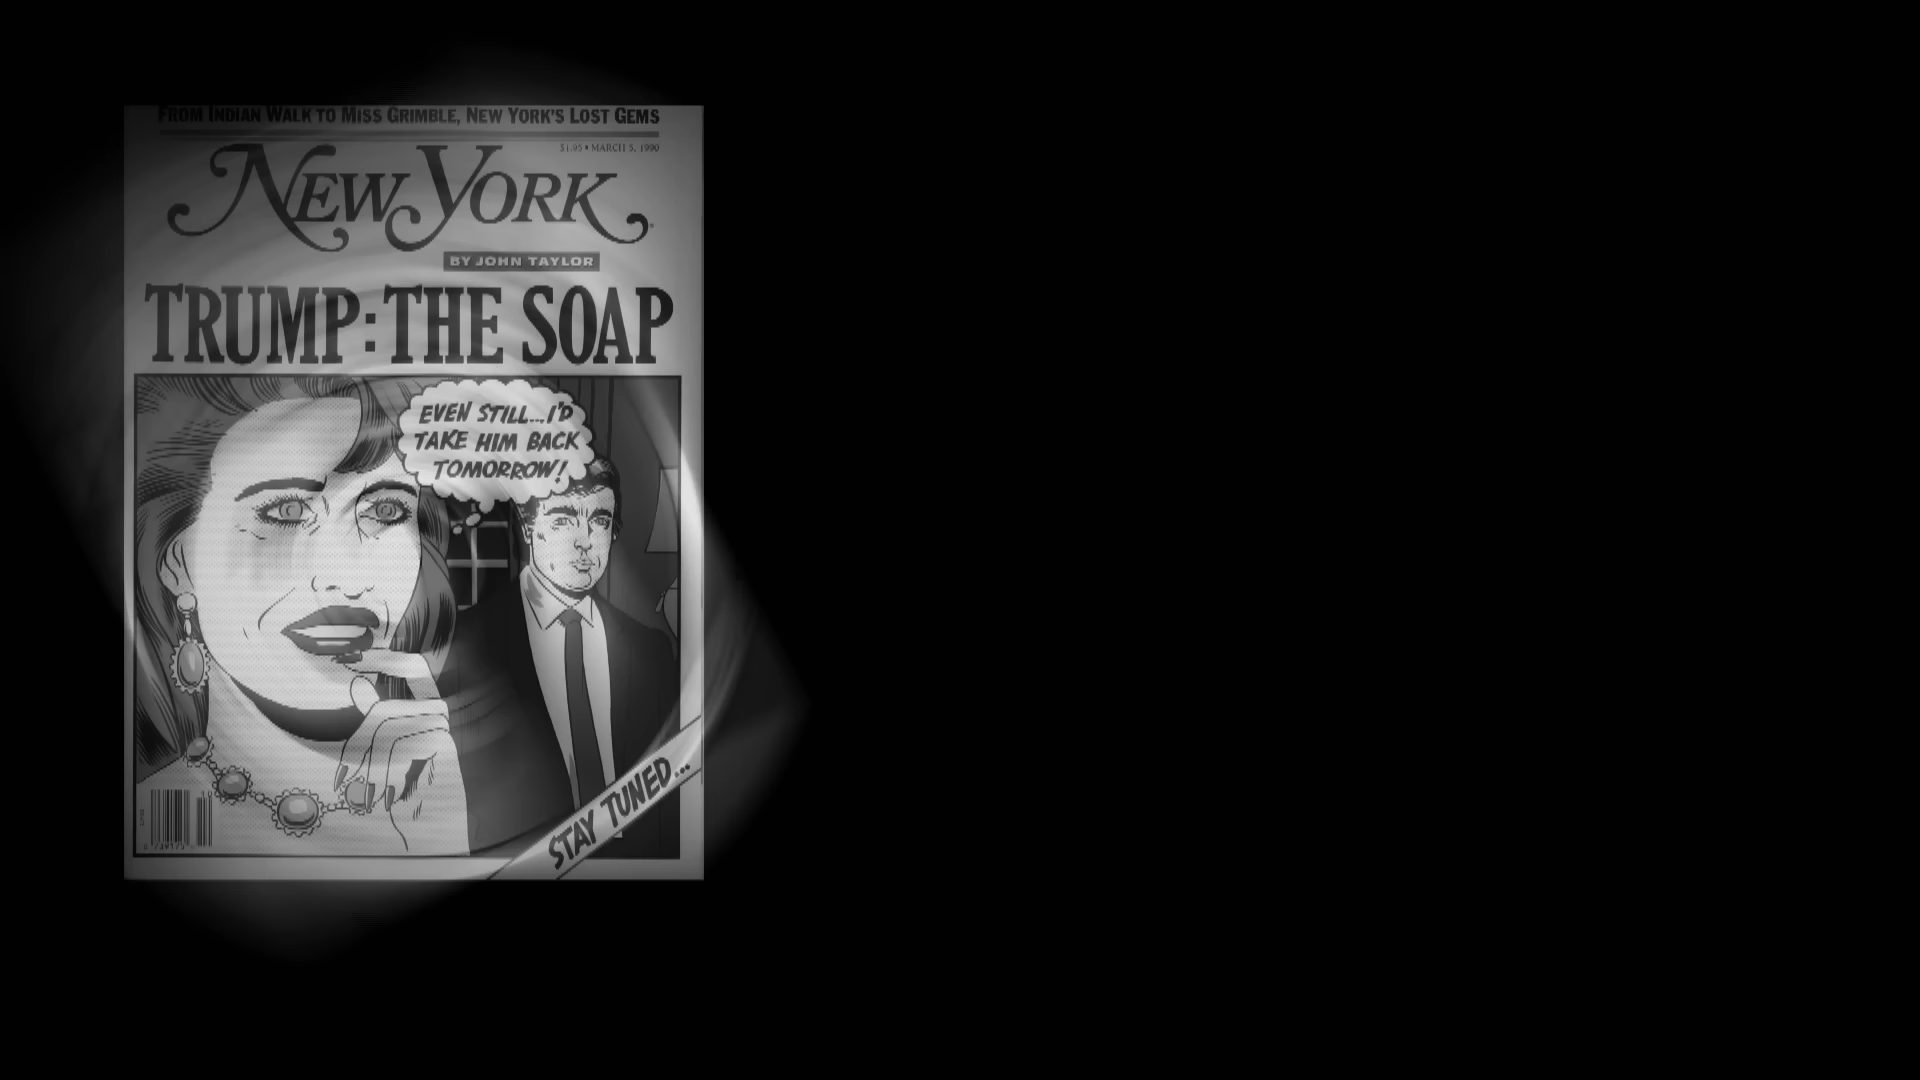 FROM INDIAN WALK TO MISS GRIMBLE, NEW YORK'S LOST GEMS
$1.95 • MARCH 5, 1990
NEW YORK
BY JOHN TAYLOR
TRUMP: THE SOAP
EVEN STILL...I'D
TAKE HIM BACK
TOMORROW!
STAY TUNED...